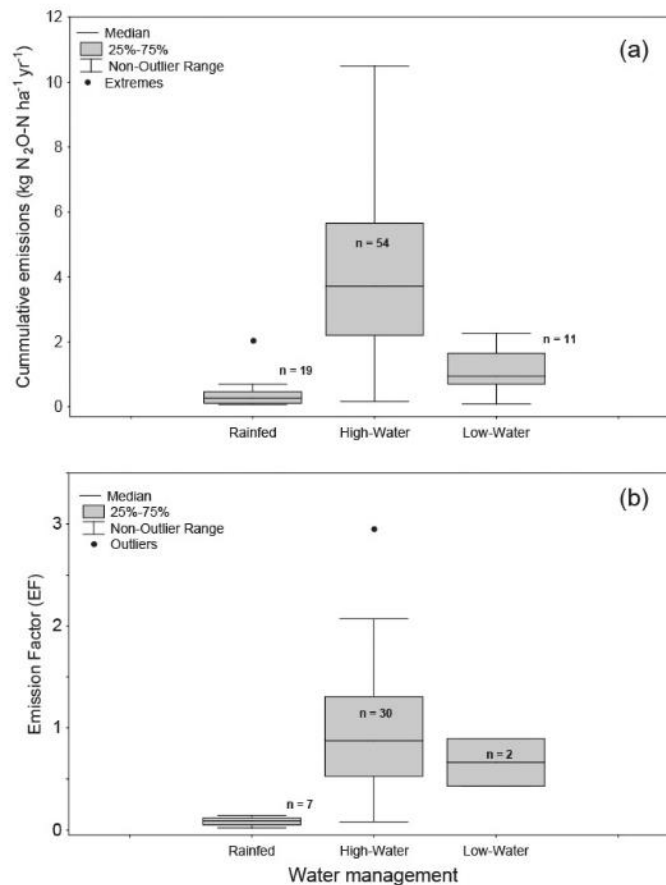 Cummulative emissions (kg N₂O-N ha⁻¹ yr⁻¹)
12
10
8
6
4
2
0
Median
25%-75%
Non-Outlier Range
Extremes
(a)
n = 19
n = 54
n = 11
Rainfed
High-Water
Low-Water
Emission Factor (EF)
3
2
1
0
Median
25%-75%
Non-Outlier Range
Outliers
(b)
n = 7
n = 30
n = 2
Rainfed
High-Water
Low-Water
Water management